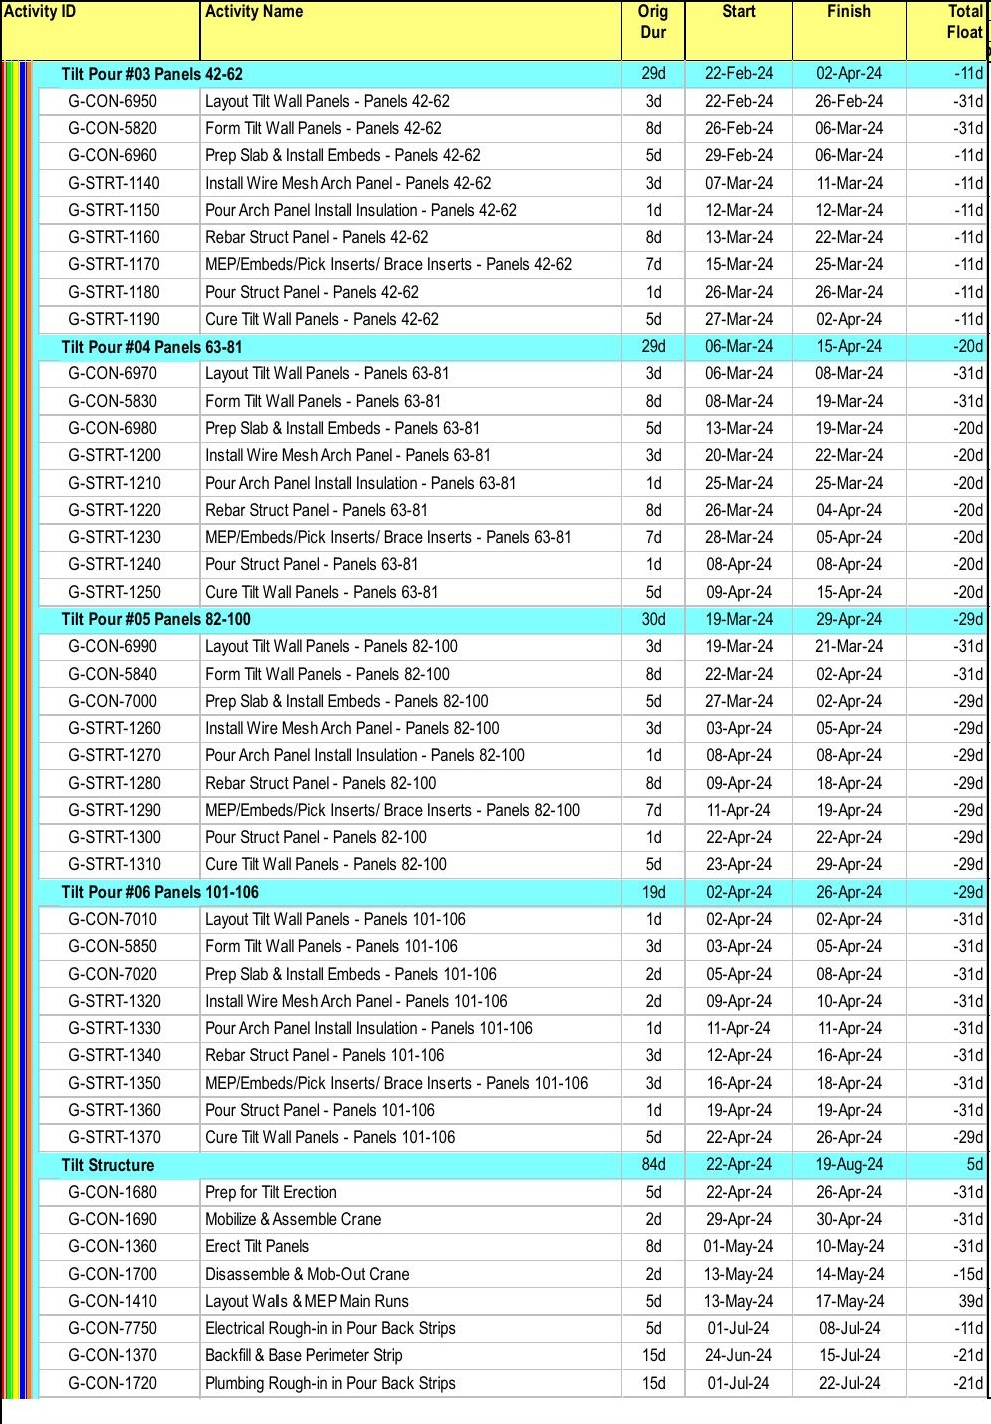 Activity ID Activity Name Orig Dur Start Finish Total Float
Tilt Pour #03 Panels 42-62 29d 22-Feb-24 02-Apr-24 -11d
G-CON-6950 Layout Tilt Wall Panels - Panels 42-62 3d 22-Feb-24 26-Feb-24 -31d
G-CON-5820 Form Tilt Wall Panels - Panels 42-62 8d 26-Feb-24 06-Mar-24 -31d
G-CON-6960 Prep Slab & Install Embeds - Panels 42-62 5d 29-Feb-24 06-Mar-24 -11d
G-STRT-1140 Install Wire Mesh Arch Panel - Panels 42-62 3d 07-Mar-24 11-Mar-24 -11d
G-STRT-1150 Pour Arch Panel Install Insulation - Panels 42-62 1d 12-Mar-24 12-Mar-24 -11d
G-STRT-1160 Rebar Struct Panel - Panels 42-62 8d 13-Mar-24 22-Mar-24 -11d
G-STRT-1170 MEP/Embeds/Pick Inserts/ Brace Inserts - Panels 42-62 7d 15-Mar-24 25-Mar-24 -11d
G-STRT-1180 Pour Struct Panel - Panels 42-62 1d 26-Mar-24 26-Mar-24 -11d
G-STRT-1190 Cure Tilt Wall Panels - Panels 42-62 5d 27-Mar-24 02-Apr-24 -11d
Tilt Pour #04 Panels 63-81 29d 06-Mar-24 15-Apr-24 -20d
G-CON-6970 Layout Tilt Wall Panels - Panels 63-81 3d 06-Mar-24 08-Mar-24 -31d
G-CON-5830 Form Tilt Wall Panels - Panels 63-81 8d 08-Mar-24 19-Mar-24 -31d
G-CON-6980 Prep Slab & Install Embeds - Panels 63-81 5d 13-Mar-24 19-Mar-24 -20d
G-STRT-1200 Install Wire Mesh Arch Panel - Panels 63-81 3d 20-Mar-24 22-Mar-24 -20d
G-STRT-1210 Pour Arch Panel Install Insulation - Panels 63-81 1d 25-Mar-24 25-Mar-24 -20d
G-STRT-1220 Rebar Struct Panel - Panels 63-81 8d 26-Mar-24 04-Apr-24 -20d
G-STRT-1230 MEP/Embeds/Pick Inserts/ Brace Inserts - Panels 63-81 7d 28-Mar-24 05-Apr-24 -20d
G-STRT-1240 Pour Struct Panel - Panels 63-81 1d 08-Apr-24 08-Apr-24 -20d
G-STRT-1250 Cure Tilt Wall Panels - Panels 63-81 5d 09-Apr-24 15-Apr-24 -20d
Tilt Pour #05 Panels 82-100 30d 19-Mar-24 29-Apr-24 -29d
G-CON-6990 Layout Tilt Wall Panels - Panels 82-100 3d 19-Mar-24 21-Mar-24 -31d
G-CON-5840 Form Tilt Wall Panels - Panels 82-100 8d 22-Mar-24 02-Apr-24 -31d
G-CON-7000 Prep Slab & Install Embeds - Panels 82-100 5d 27-Mar-24 02-Apr-24 -29d
G-STRT-1260 Install Wire Mesh Arch Panel - Panels 82-100 3d 03-Apr-24 05-Apr-24 -29d
G-STRT-1270 Pour Arch Panel Install Insulation - Panels 82-100 1d 08-Apr-24 08-Apr-24 -29d
G-STRT-1280 Rebar Struct Panel - Panels 82-100 8d 09-Apr-24 18-Apr-24 -29d
G-STRT-1290 MEP/Embeds/Pick Inserts/ Brace Inserts - Panels 82-100 7d 11-Apr-24 19-Apr-24 -29d
G-STRT-1300 Pour Struct Panel - Panels 82-100 1d 22-Apr-24 22-Apr-24 -29d
G-STRT-1310 Cure Tilt Wall Panels - Panels 82-100 5d 23-Apr-24 29-Apr-24 -29d
Tilt Pour #06 Panels 101-106 19d 02-Apr-24 26-Apr-24 -29d
G-CON-7010 Layout Tilt Wall Panels - Panels 101-106 1d 02-Apr-24 02-Apr-24 -31d
G-CON-5850 Form Tilt Wall Panels - Panels 101-106 3d 03-Apr-24 05-Apr-24 -31d
G-CON-7020 Prep Slab & Install Embeds - Panels 101-106 2d 05-Apr-24 08-Apr-24 -31d
G-STRT-1320 Install Wire Mesh Arch Panel - Panels 101-106 2d 09-Apr-24 10-Apr-24 -31d
G-STRT-1330 Pour Arch Panel Install Insulation - Panels 101-106 1d 11-Apr-24 11-Apr-24 -31d
G-STRT-1340 Rebar Struct Panel - Panels 101-106 3d 12-Apr-24 16-Apr-24 -31d
G-STRT-1350 MEP/Embeds/Pick Inserts/ Brace Inserts - Panels 101-106 3d 16-Apr-24 18-Apr-24 -31d
G-STRT-1360 Pour Struct Panel - Panels 101-106 1d 19-Apr-24 19-Apr-24 -31d
G-STRT-1370 Cure Tilt Wall Panels - Panels 101-106 5d 22-Apr-24 26-Apr-24 -29d
Tilt Structure 84d 22-Apr-24 19-Aug-24 5d
G-CON-1680 Prep for Tilt Erection 5d 22-Apr-24 26-Apr-24 -31d
G-CON-1690 Mobilize & Assemble Crane 2d 29-Apr-24 30-Apr-24 -31d
G-CON-1360 Erect Tilt Panels 8d 01-May-24 10-May-24 -31d
G-CON-1700 Disassemble & Mob-Out Crane 2d 13-May-24 14-May-24 -15d
G-CON-1410 Layout Walls & MEP Main Runs 5d 13-May-24 17-May-24 39d
G-CON-7750 Electrical Rough-in in Pour Back Strips 5d 01-Jul-24 08-Jul-24 -11d
G-CON-1370 Backfill & Base Perimeter Strip 15d 24-Jun-24 15-Jul-24 -21d
G-CON-1720 Plumbing Rough-in in Pour Back Strips 15d 01-Jul-24 22-Jul-24 -21d